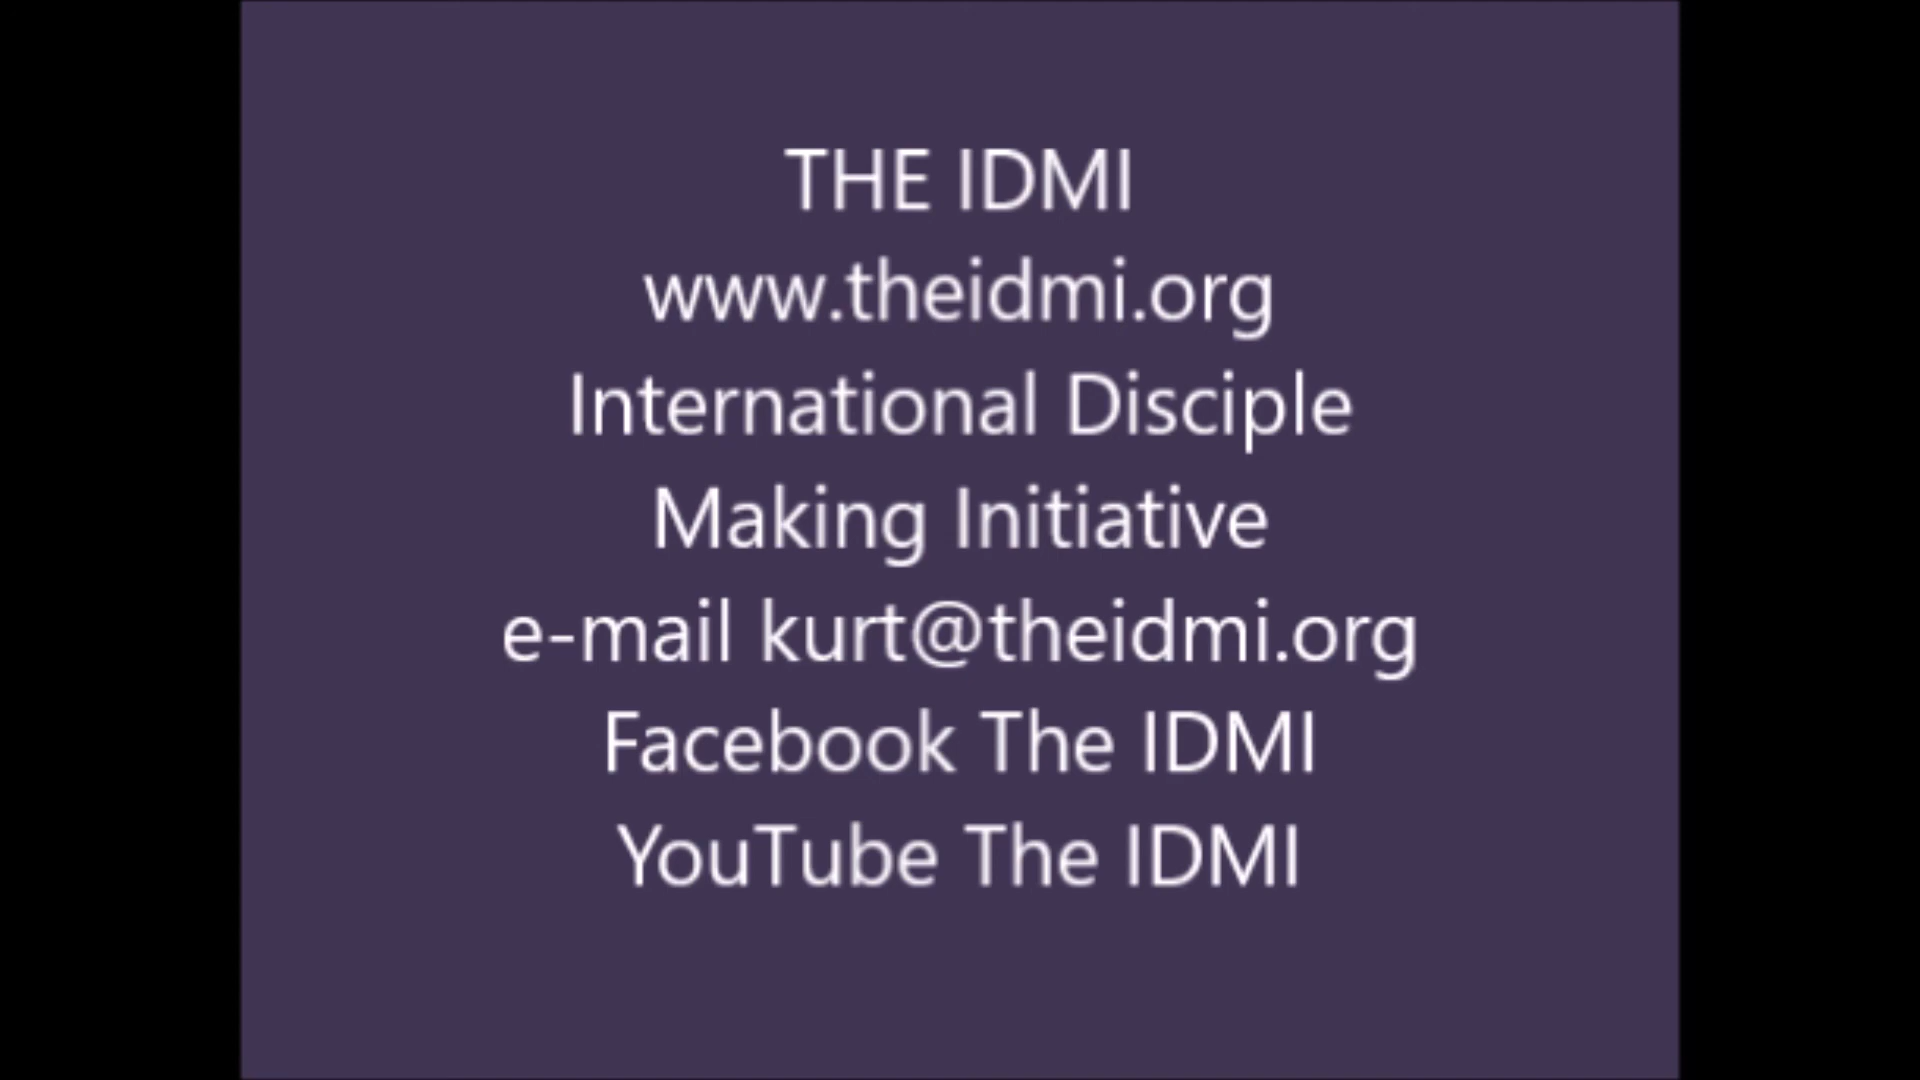 THE IDMI
www.theidmi.org
International Disciple
Making Initiative
e-mail kurt@theidmi.org
Facebook The IDMI
YouTube The IDMI